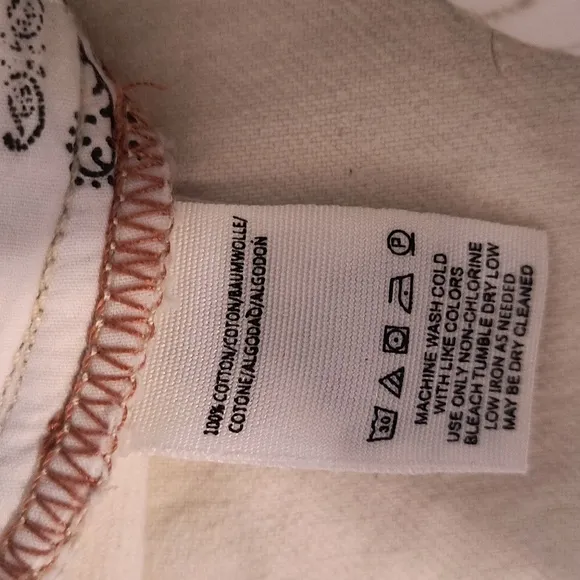 100% COTTON/COTON/BAUMWOLLE/
COTONE/ALGODAO/ALGODON
30
P
MACHINE WASH COLD
WITH LIKE COLORS
USE ONLY NON-CHLORINE
BLEACH TUMBLE DRY LOW
LOW IRON AS NEEDED
MAY BE DRY CLEANED